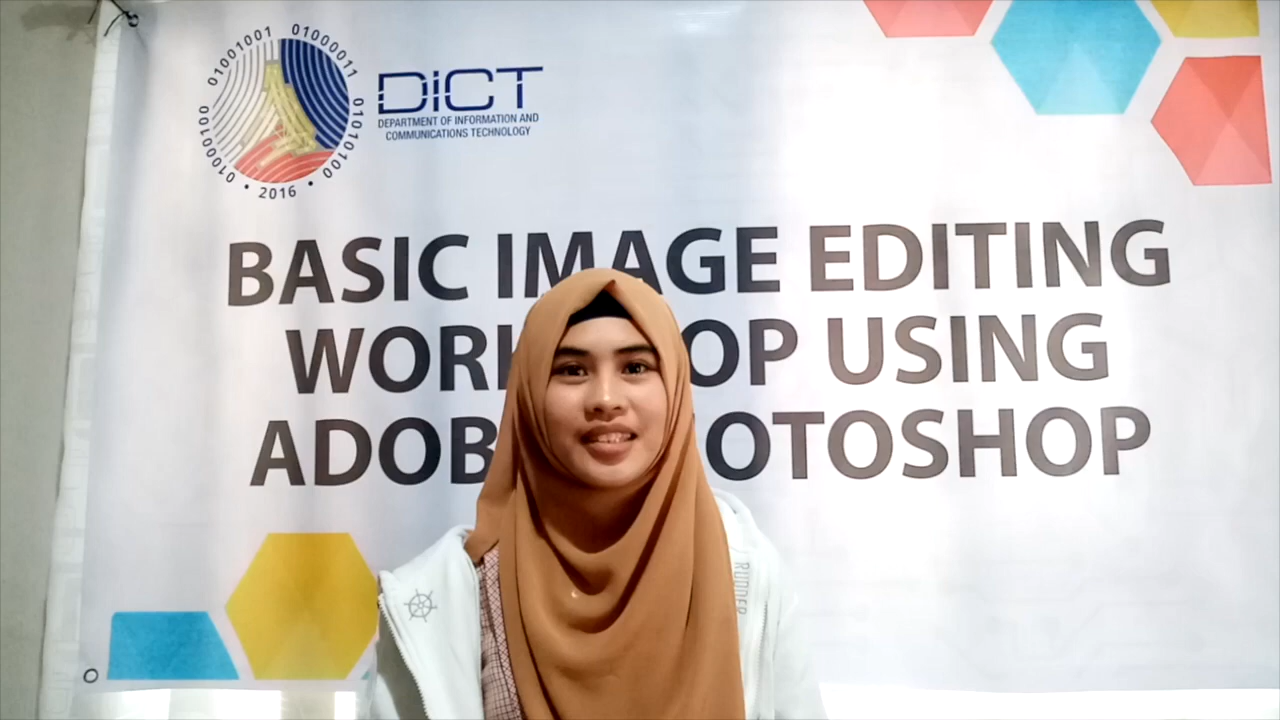 01000100 01001001 01000011 01010100
• 2016 •
DICT
DEPARTMENT OF INFORMATION AND
COMMUNICATIONS TECHNOLOGY
BASIC IMAGE EDITING
WOR OP USING
ADOB OTOSHOP
RUDDER